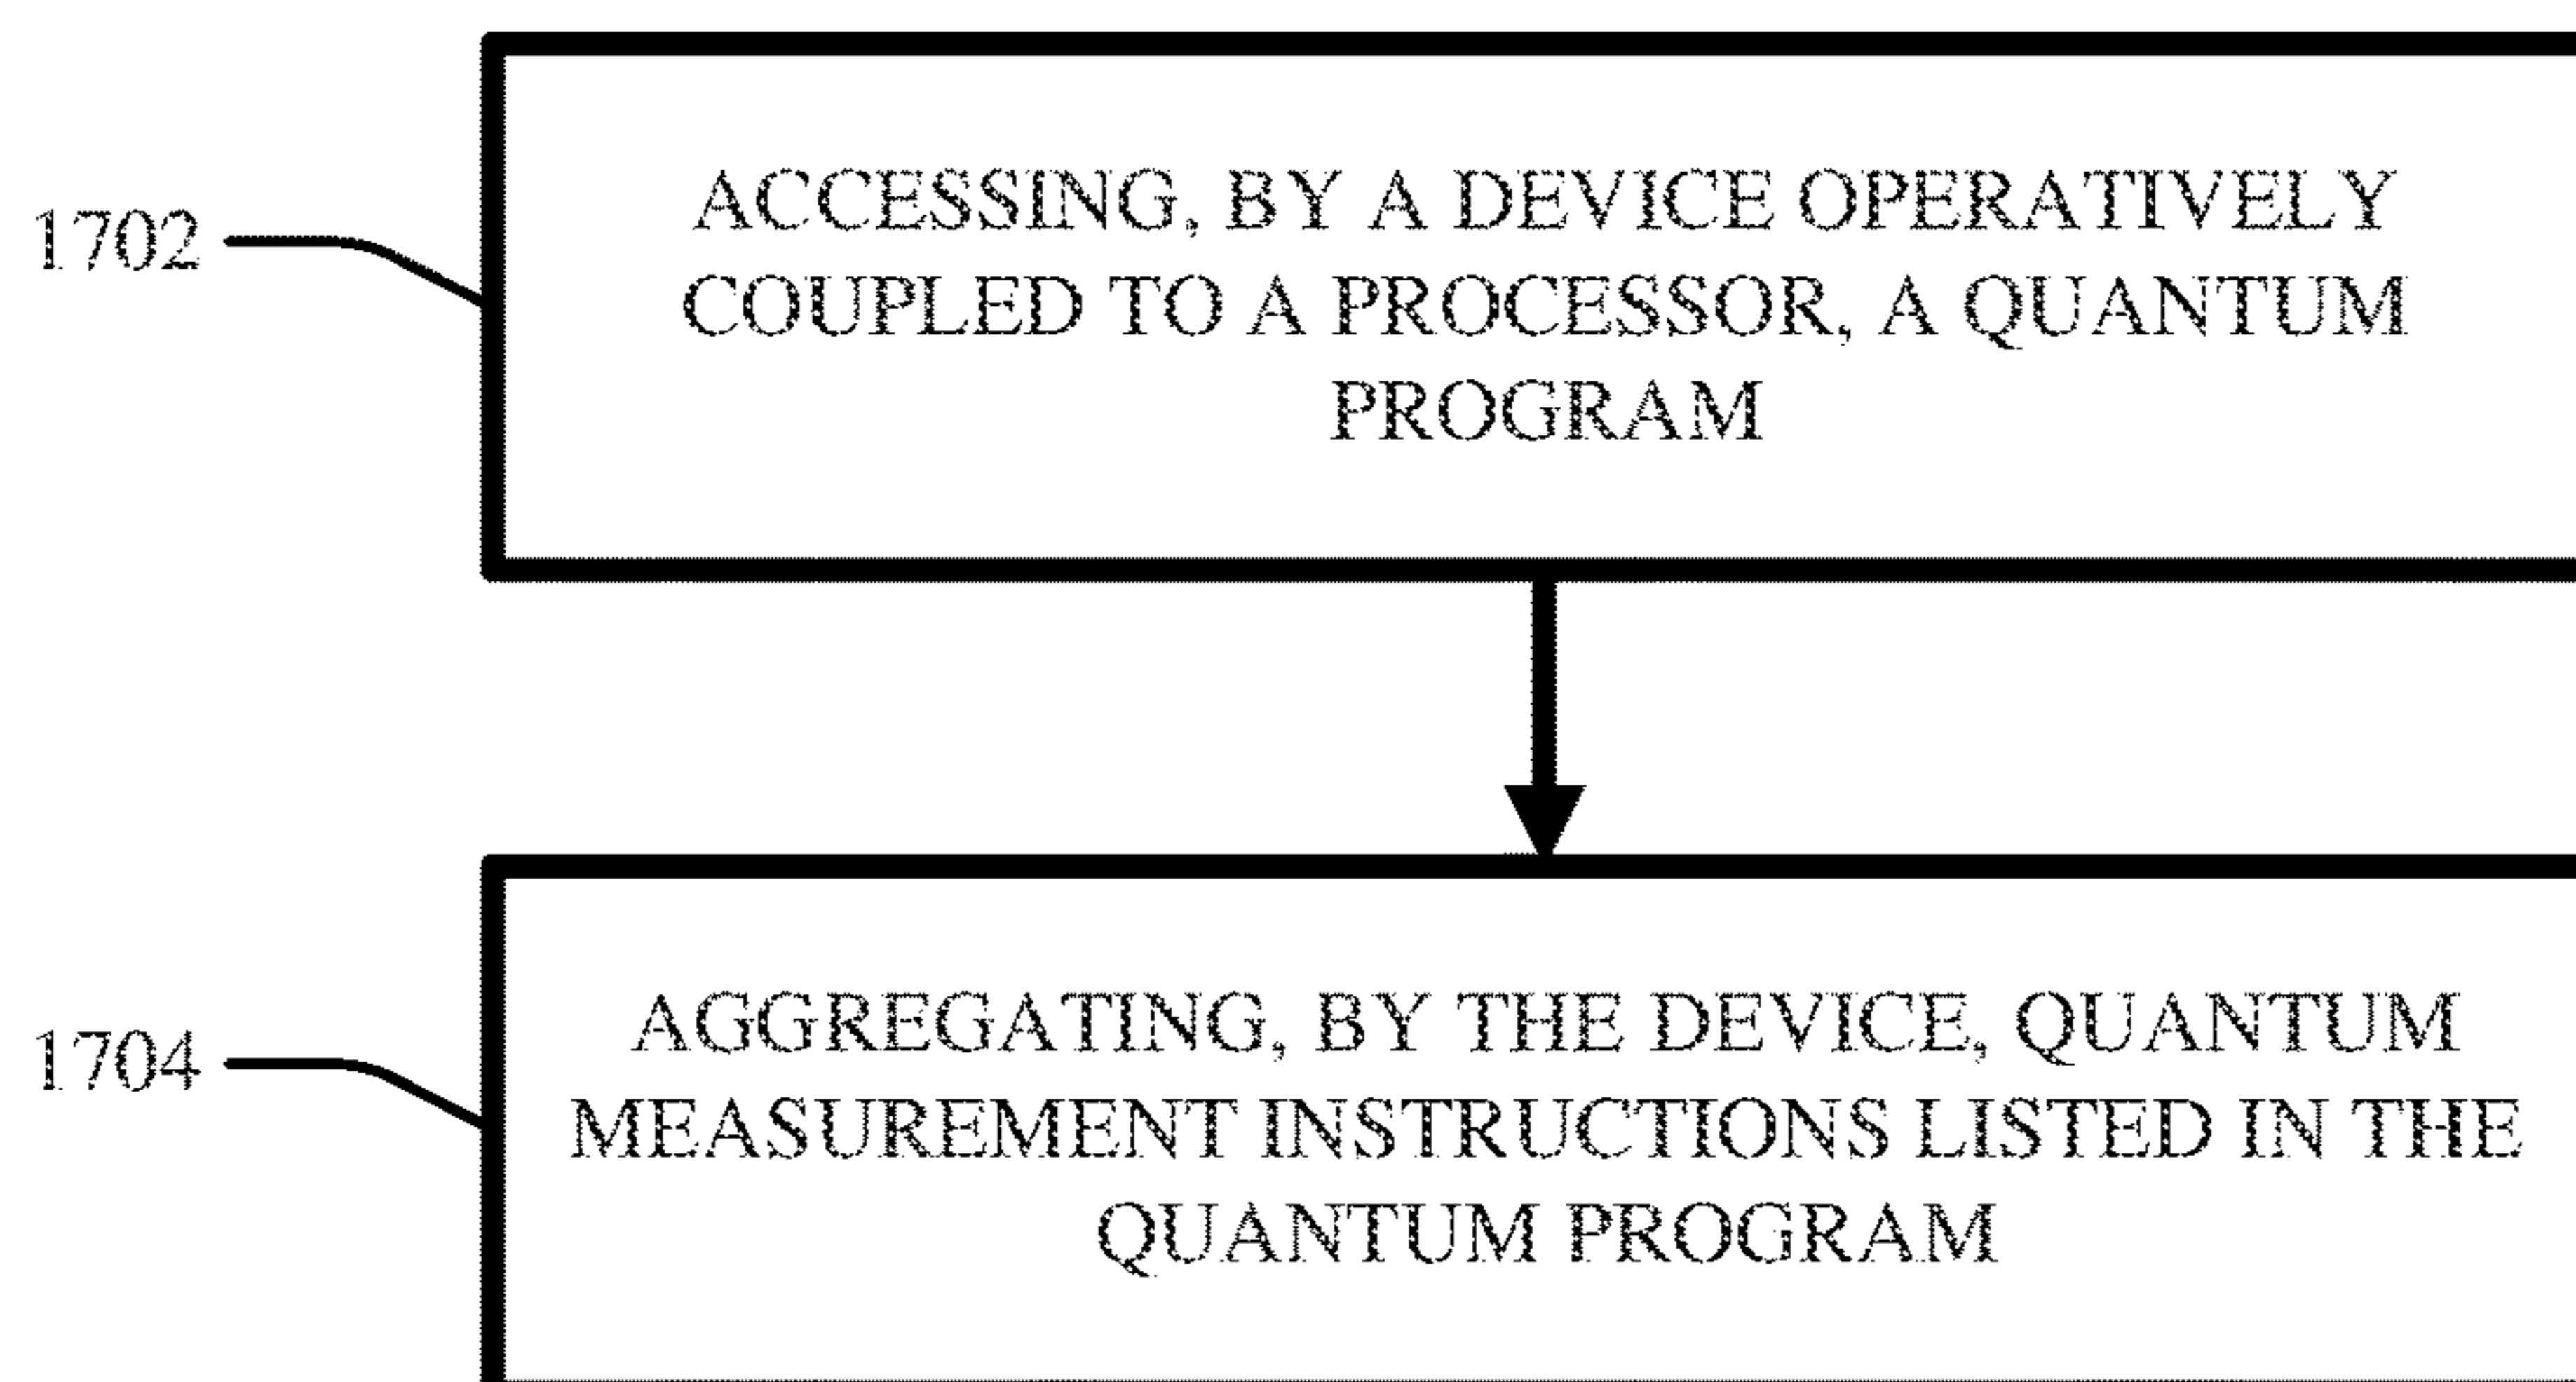 1702
ACCESSING, BY A DEVICE OPERATIVELY
COUPLED TO A PROCESSOR, A QUANTUM
PROGRAM
1704
AGGREGATING, BY THE DEVICE, QUANTUM
MEASUREMENT INSTRUCTIONS LISTED IN THE
QUANTUM PROGRAM